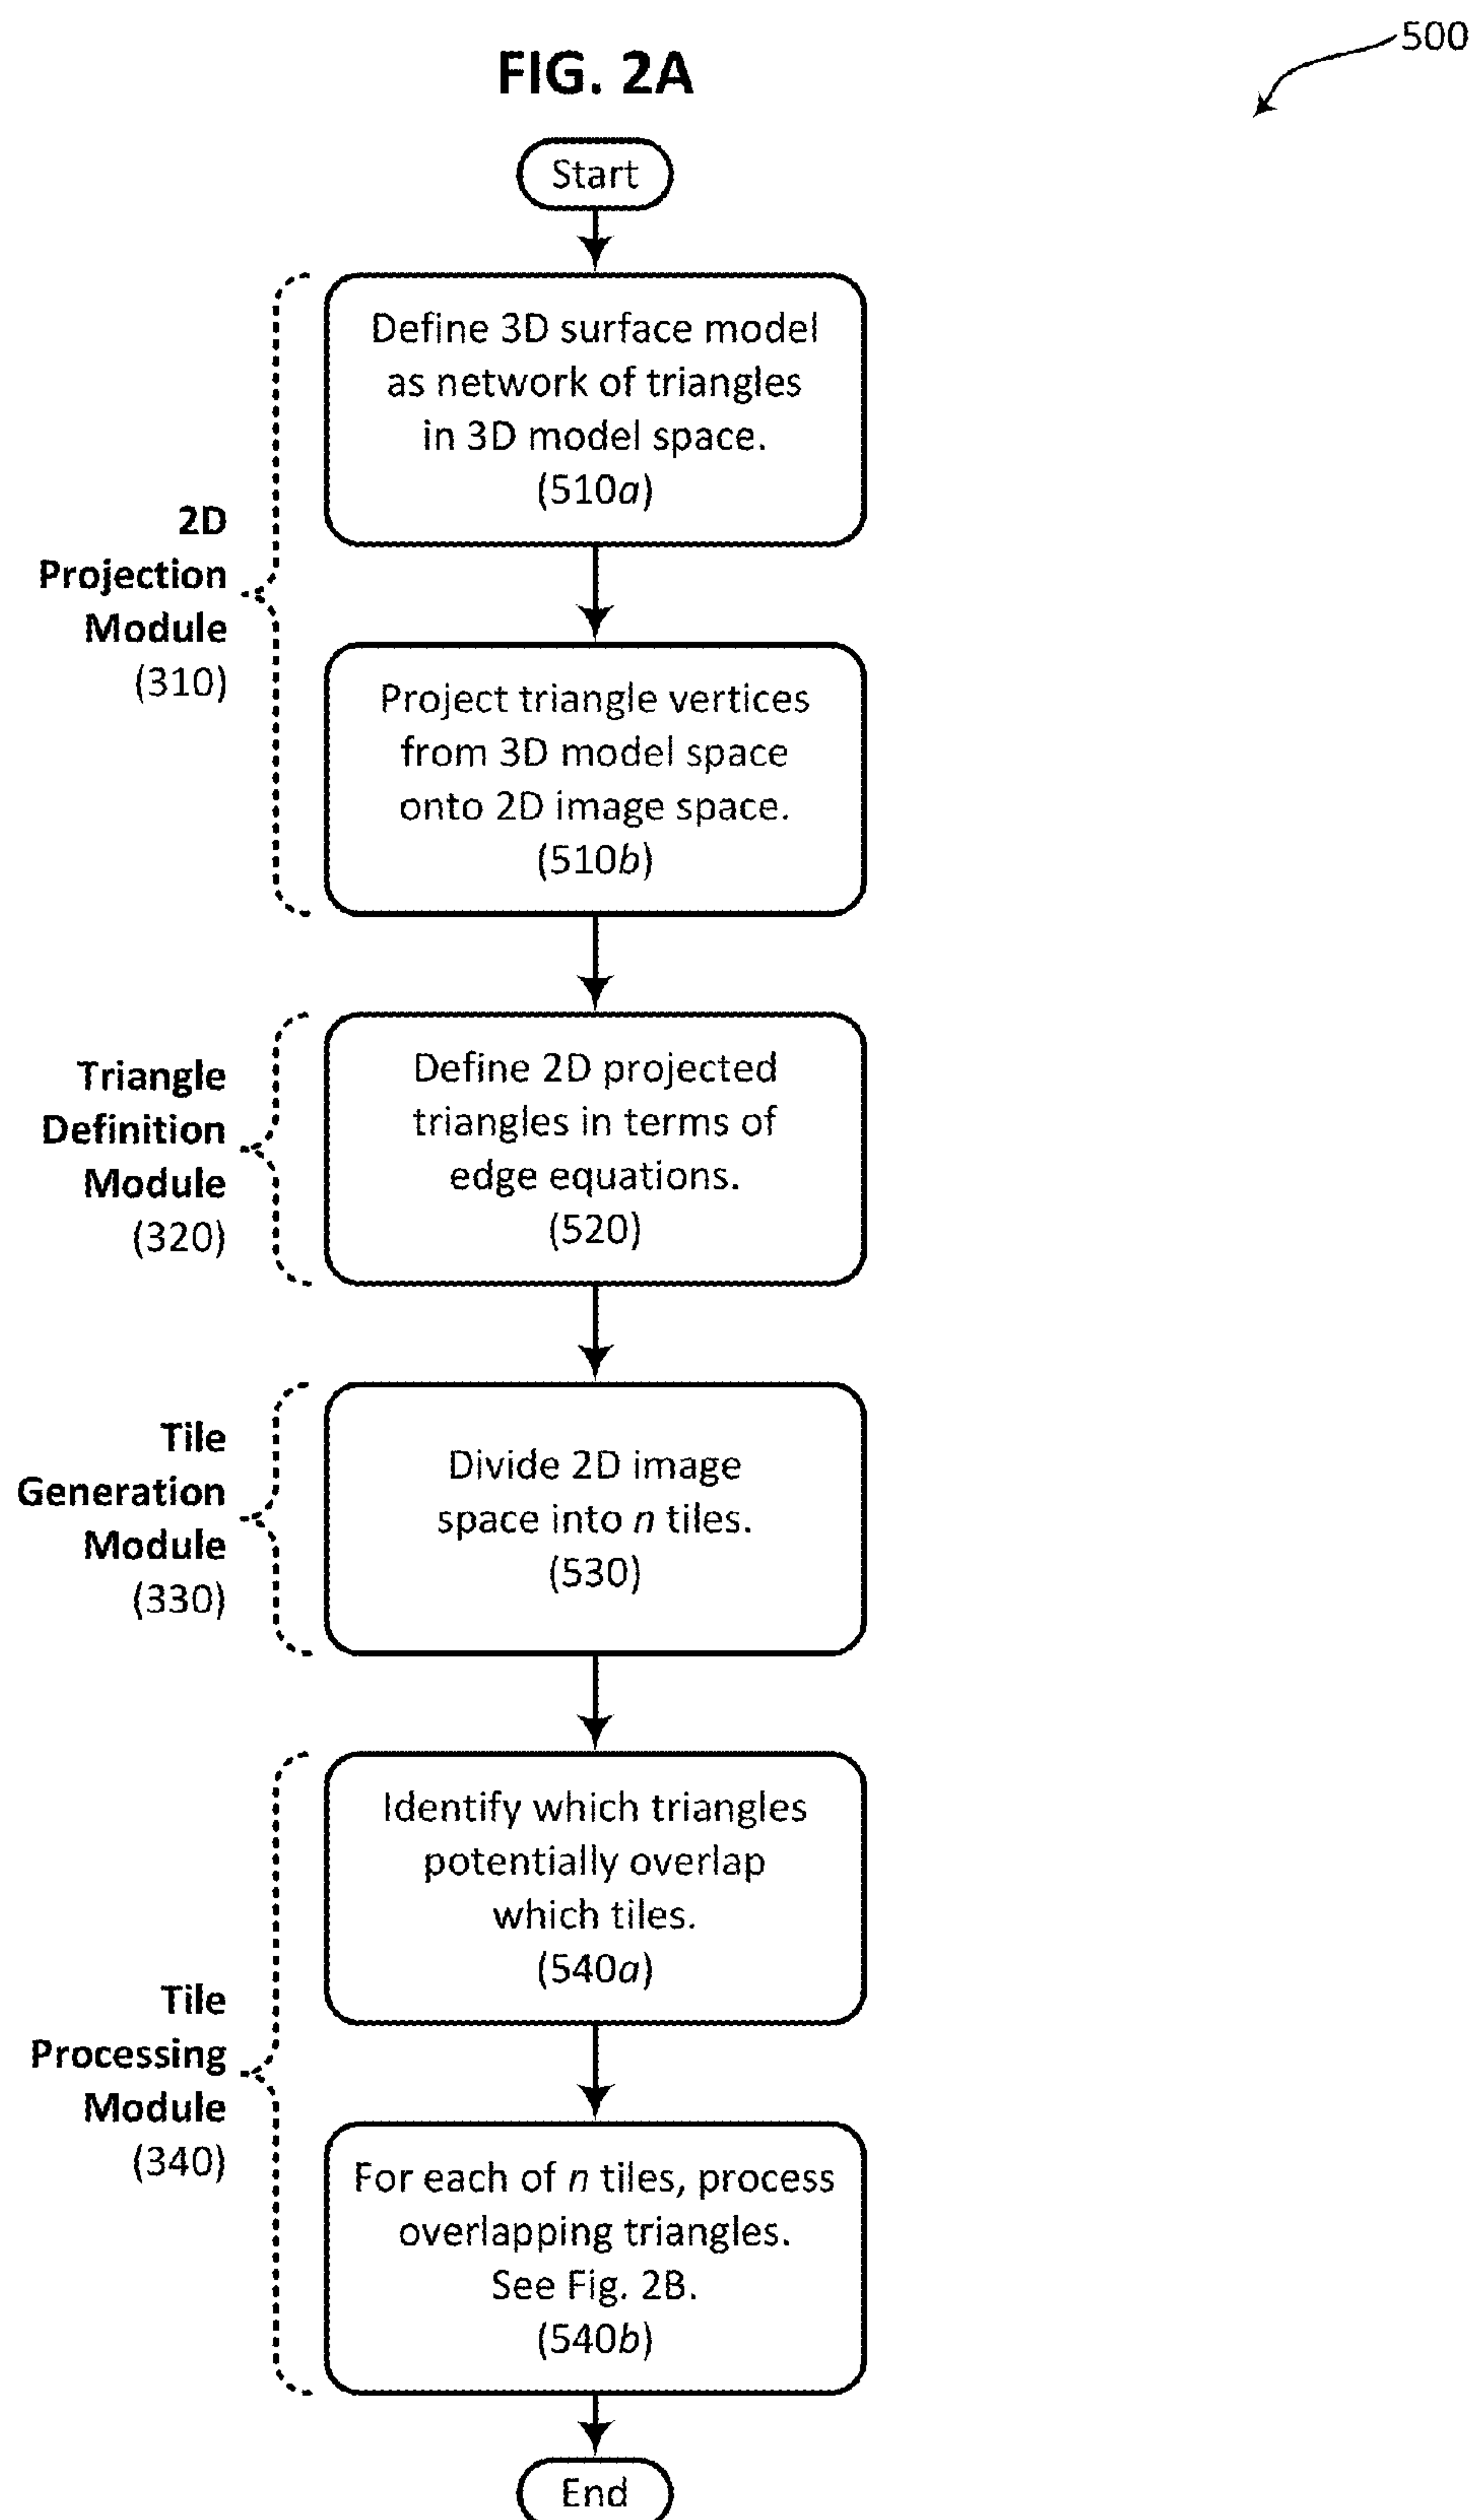 500
FIG. 2A
Start
Define 3D surface model
as network of triangles
in 3D model space.
(510a)
2D
Projection
Module
(310)
Project triangle vertices
from 3D model space
onto 2D image space.
(510b)
Triangle
Definition
Module
(320)
Define 2D projected
triangles in terms of
edge equations.
(520)
Tile
Generation
Module
(330)
Divide 2D image
space into n tiles.
(530)
Identify which triangles
potentially overlap
which tiles.
(540a)
Tile
Processing
Module
(340)
For each of n tiles, process
overlapping triangles.
See Fig. 2B.
(540b)
End